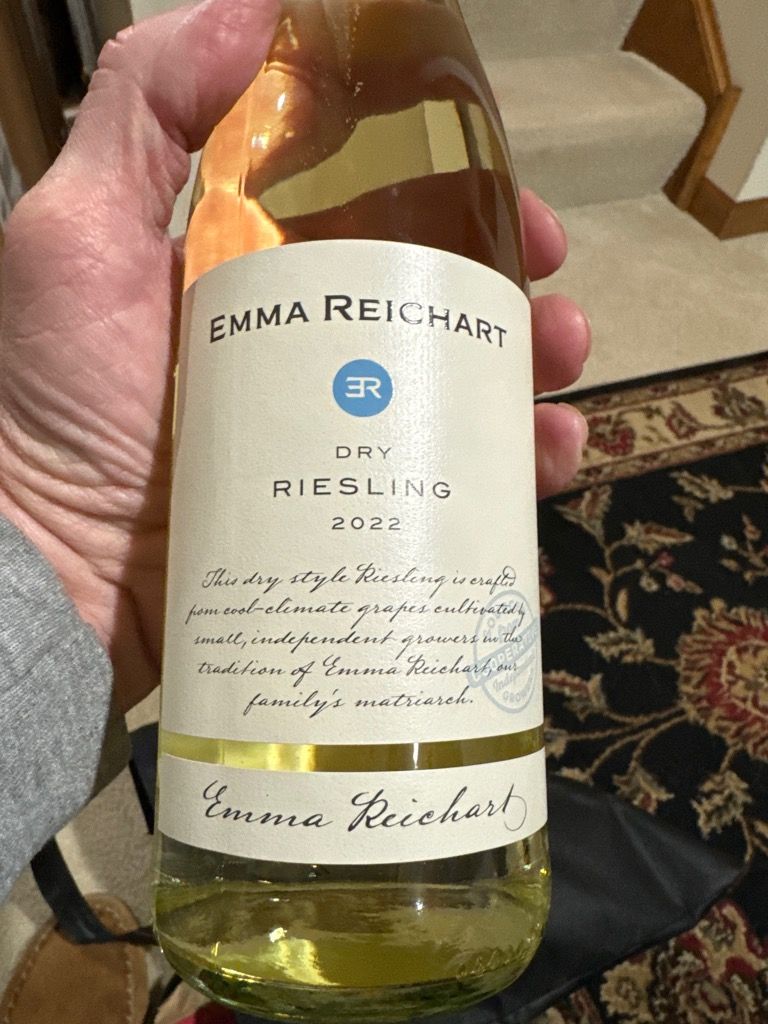 EMMA REICHART
ER
DRY
RIESLING
2022
This dry style Riesling is crafted
from cool-climate grapes cultivated by
small, independent growers in the
tradition of Emma Reichart, our
family's matriarch.
Emma Reichart